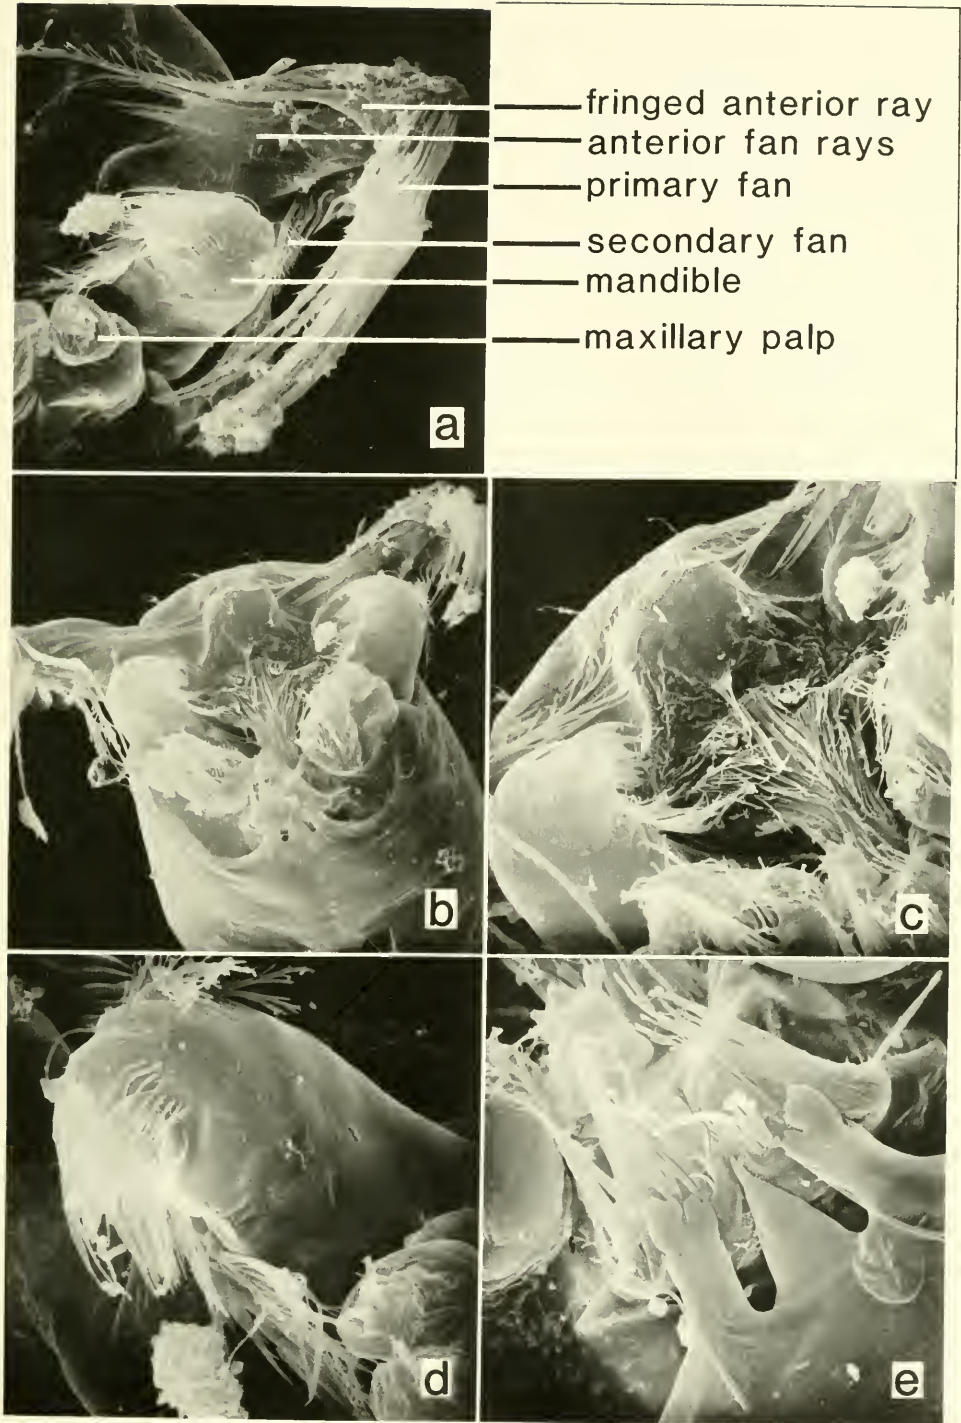 fringed anterior ray
anterior fan rays
primary fan
secondary fan
mandible
maxillary palp
a
b
c
d
e